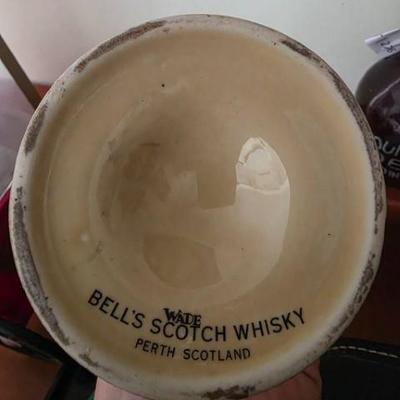 WADE
BELL'S SCOTCH WHISKY
PERTH SCOTLAND